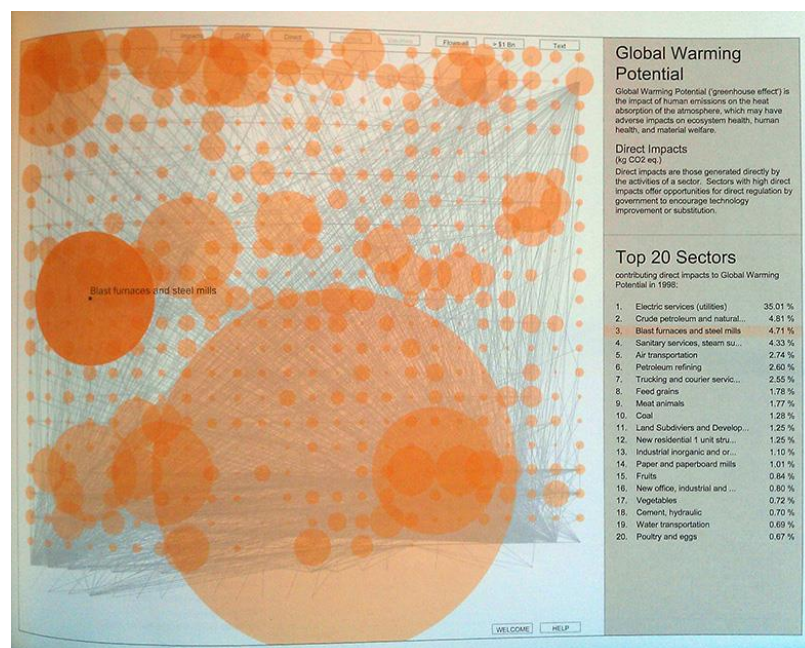 Impacts
GWP
Direct
Flowsall
> $1 Bn
Text
Global Warming
Potential
Global Warming Potential ('greenhouse effect') is
the impact of human emissions on the heat
absorption of the atmosphere, which may have
adverse impacts on ecosystem health, human
health, and material welfare.
Direct Impacts
(kg CO2 eq.)
Direct impacts are those generated directly by
the activities of a sector. Sectors with high direct
impacts offer opportunities for direct regulation by
government to encourage technology
improvement or substitution.
Blast furnaces and steel mills
Top 20 Sectors
contributing direct impacts to Global Warming
Potential in 1998:
1. Electric services (utilities) 35.01 %
2. Crude petroleum and natural... 4.81 %
3. Blast furnaces and steel mills 4.71 %
4. Sanitary services, steam su... 4.33 %
5. Air transportation 2.74 %
6. Petroleum refining 2.60 %
7. Trucking and courier servic... 2.55 %
8. Feed grains 1.78 %
9. Meat animals 1.77 %
10. Coal 1.28 %
11. Land Subdiviers and Develop... 1.25 %
12. New residential 1 unit stru... 1.25 %
13. Industrial inorganic and or... 1.10 %
14. Paper and paperboard mills 1.01 %
15. Fruits 0.84 %
16. New office, industrial and ... 0.80 %
17. Vegetables 0.72 %
18. Cement, hydraulic 0.70 %
19. Water transportation 0.69 %
20. Poultry and eggs 0.67 %
WELCOME
HELP